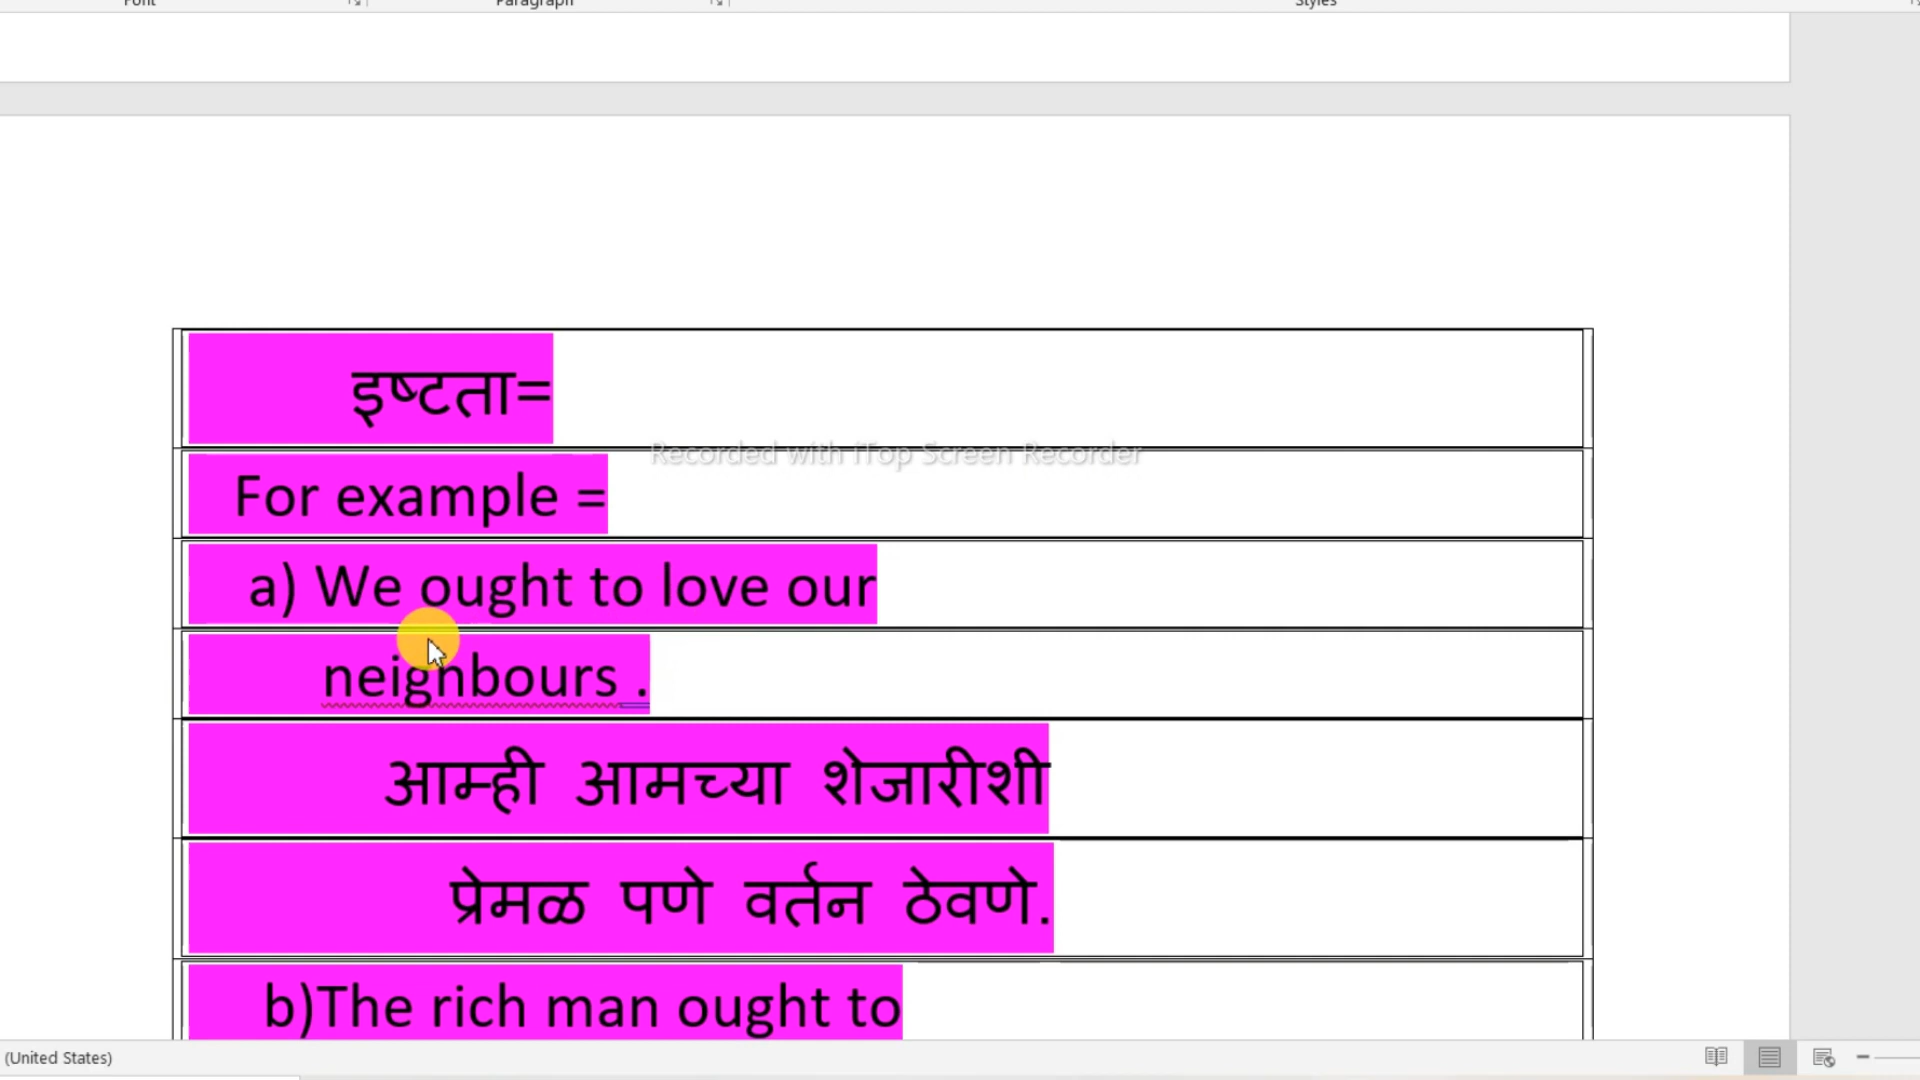 Font
Paragraph
Styles
इष्टता=
Recorded with iTop Screen Recorder
For example =
a) We ought to love our
neighbours .
आम्ही आमच्या शेजारीशी
प्रेमळ पणे वर्तन ठेवणे.
b)The rich man ought to
(United States)